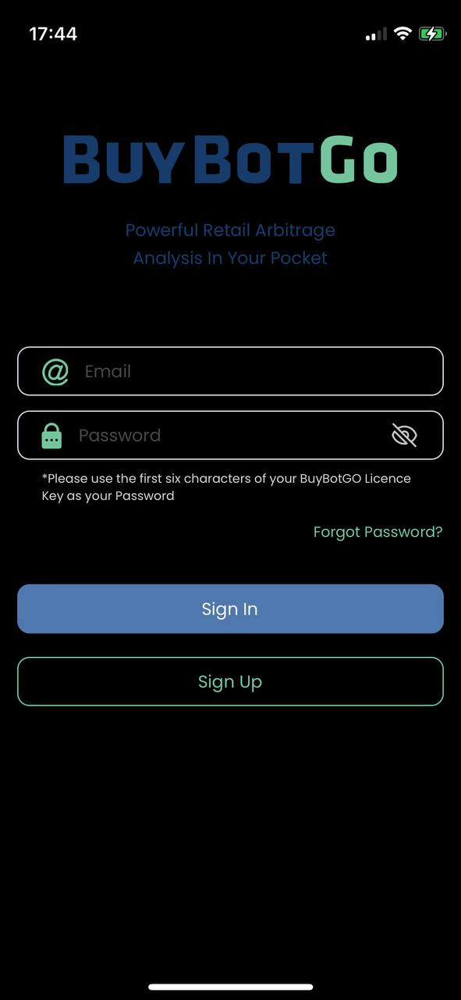 17:44
BuyBotGo
Powerful Retail Arbitrage
Analysis In Your Pocket
@ Email
Password
*Please use the first six characters of your BuyBotGO Licence
Key as your Password
Forgot Password?
Sign In
Sign Up